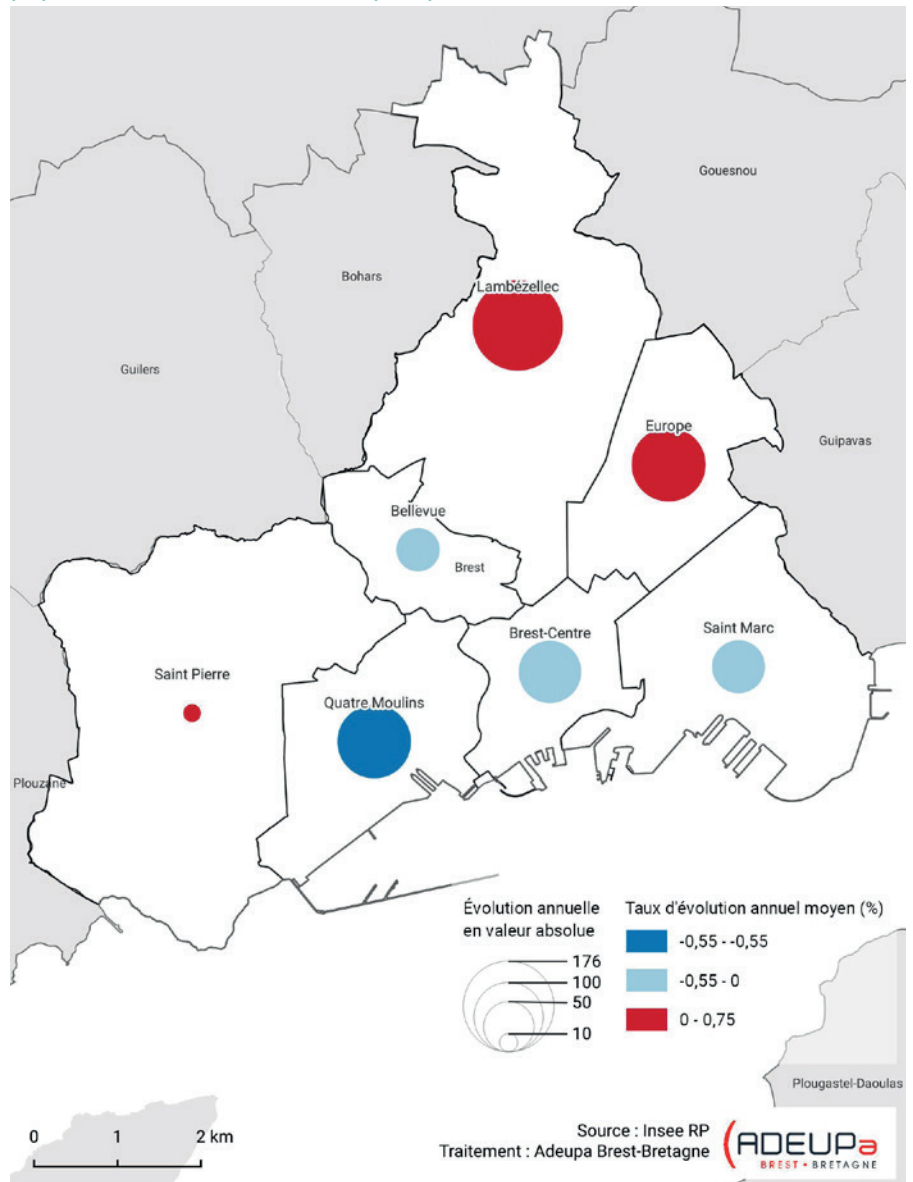 Gouesnou
Bohars
Lambézellec
Guilers
Europe
Guipavas
Bellevue
Brest
Brest-Centre
Saint Marc
Saint Pierre
Quatre Moulins
Plouzane
Évolution annuelle
en valeur absolue
176
100
50
10
Taux d'évolution annuel moyen (%)
-0,55 - -0,55
-0,55 - 0
0 - 0,75
Plougastel-Daoulas
0 1 2 km
Source : Insee RP
Traitement : Adeupa Brest-Bretagne
ADEUPa
BREST • BRETAGNE